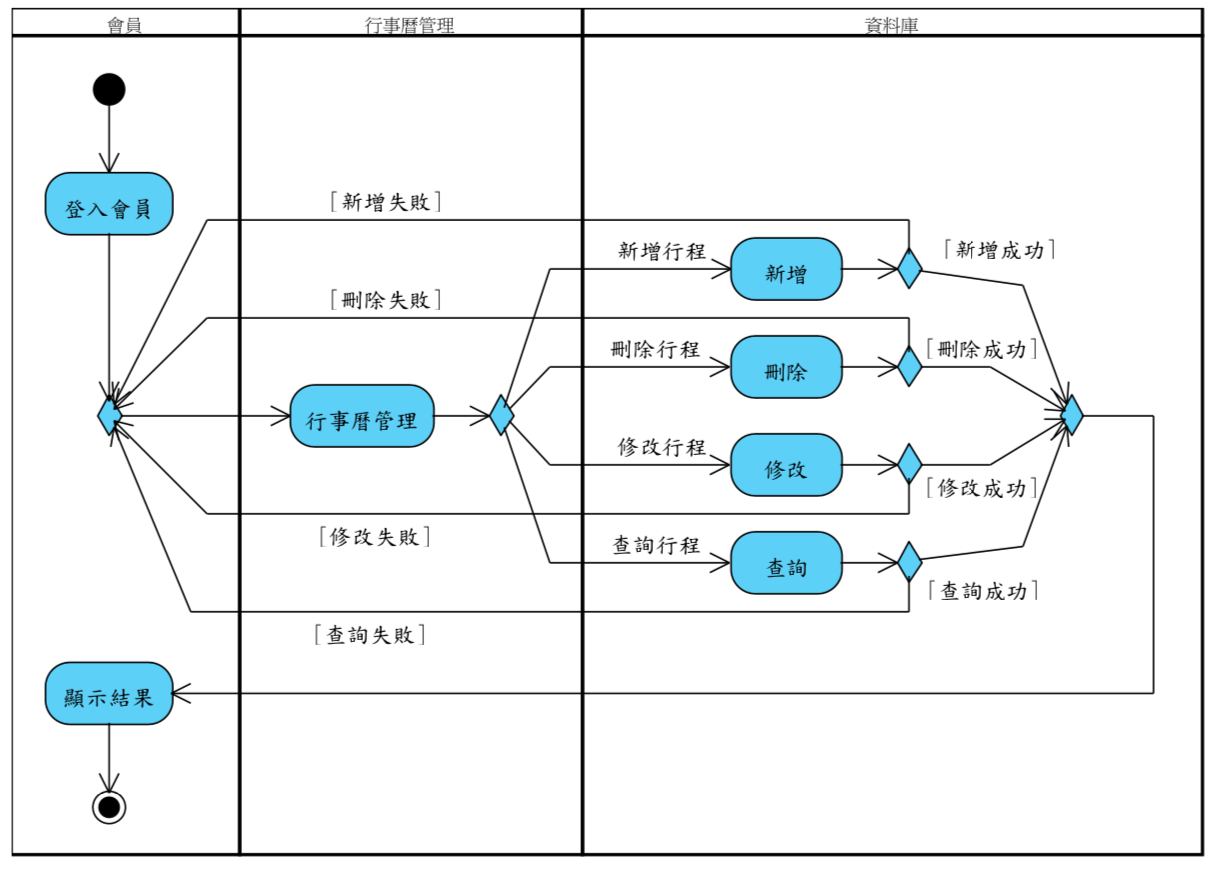 會員
行事曆管理
資料庫
登入會員
［新增失敗］
新增行程
新增
［新增成功］
［刪除失敗］
刪除行程
刪除
［刪除成功］
行事曆管理
修改行程
修改
［修改成功］
［修改失敗］
查詢行程
查詢
［查詢成功］
［查詢失敗］
顯示結果